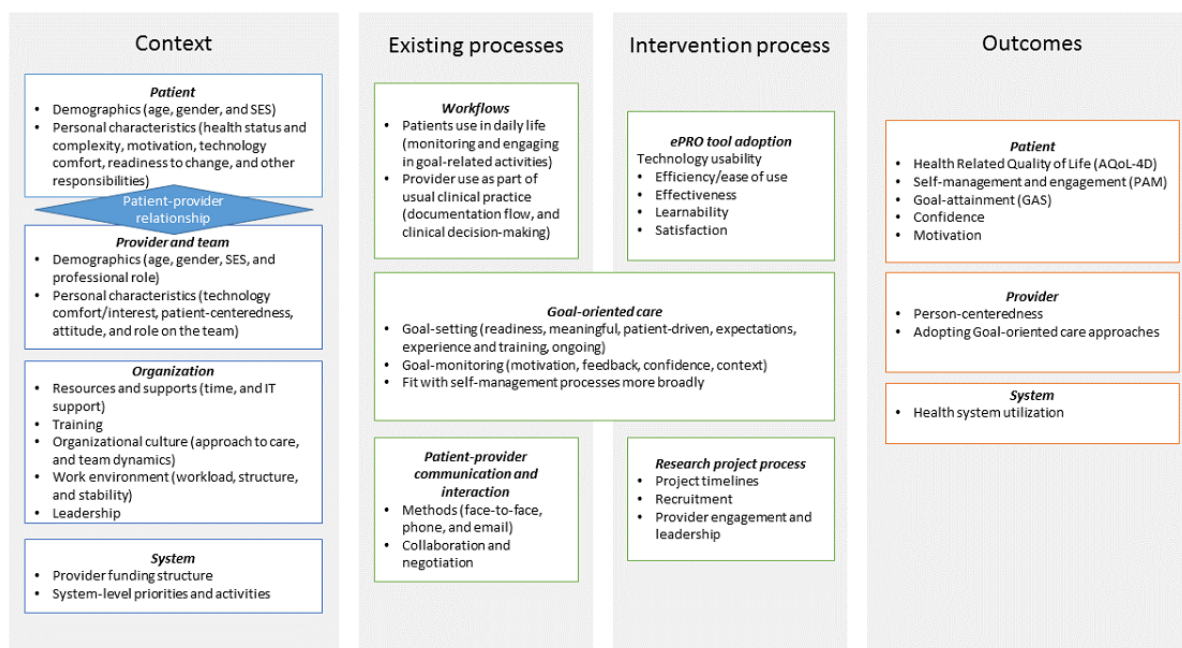 Context
Patient
• Demographics (age, gender, and SES)
• Personal characteristics (health status and
complexity, motivation, technology
comfort, readiness to change, and other
responsibilities)
Patient-provider
relationship
Provider and team
• Demographics (age, gender, SES, and
professional role)
• Personal characteristics (technology
comfort/interest, patient-centeredness,
attitude, and role on the team)
Organization
• Resources and supports (time, and IT
support)
• Training
• Organizational culture (approach to care,
and team dynamics)
• Work environment (workload, structure,
and stability)
• Leadership
System
• Provider funding structure
• System-level priorities and activities
Existing processes
Workflows
• Patients use in daily life
(monitoring and engaging
in goal-related activities)
• Provider use as part of
usual clinical practice
(documentation flow, and
clinical decision-making)
Intervention process
ePRO tool adoption
Technology usability
• Efficiency/ease of use
• Effectiveness
• Learnability
• Satisfaction
Goal-oriented care
• Goal-setting (readiness, meaningful, patient-driven, expectations,
experience and training, ongoing)
• Goal-monitoring (motivation, feedback, confidence, context)
• Fit with self-management processes more broadly
Patient-provider
communication and
interaction
• Methods (face-to-face,
phone, and email)
• Collaboration and
negotiation
Research project process
• Project timelines
• Recruitment
• Provider engagement and
leadership
Outcomes
Patient
• Health Related Quality of Life (AQoL-4D)
• Self-management and engagement (PAM)
• Goal-attainment (GAS)
• Confidence
• Motivation
Provider
• Person-centeredness
• Adopting Goal-oriented care approaches
System
• Health system utilization